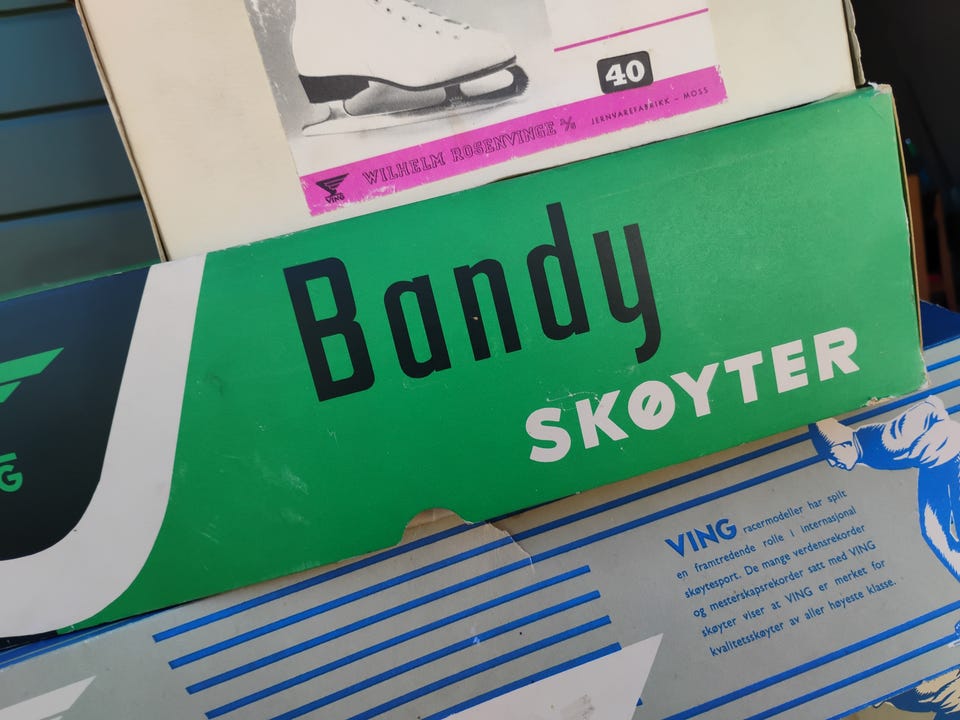 40
WILHELM ROSENVINGE A/S JERNVAREFABRIKK – MOSS
VING
Bandy
SKØYTER
G
VING racermodeller har spilt
en framtredende rolle i internasjonal
skøytesport. De mange verdensrekorder
og mesterskapsrekorder satt med VING
skøyter viser at VING er merket for
kvalitetsskøyter av aller høyeste klasse.